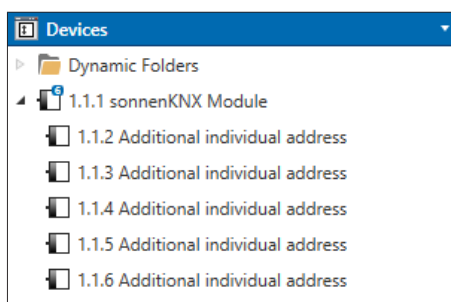 Devices
Dynamic Folders
6
1.1.1 sonnenKNX Module
1.1.2 Additional individual address
1.1.3 Additional individual address
1.1.4 Additional individual address
1.1.5 Additional individual address
1.1.6 Additional individual address